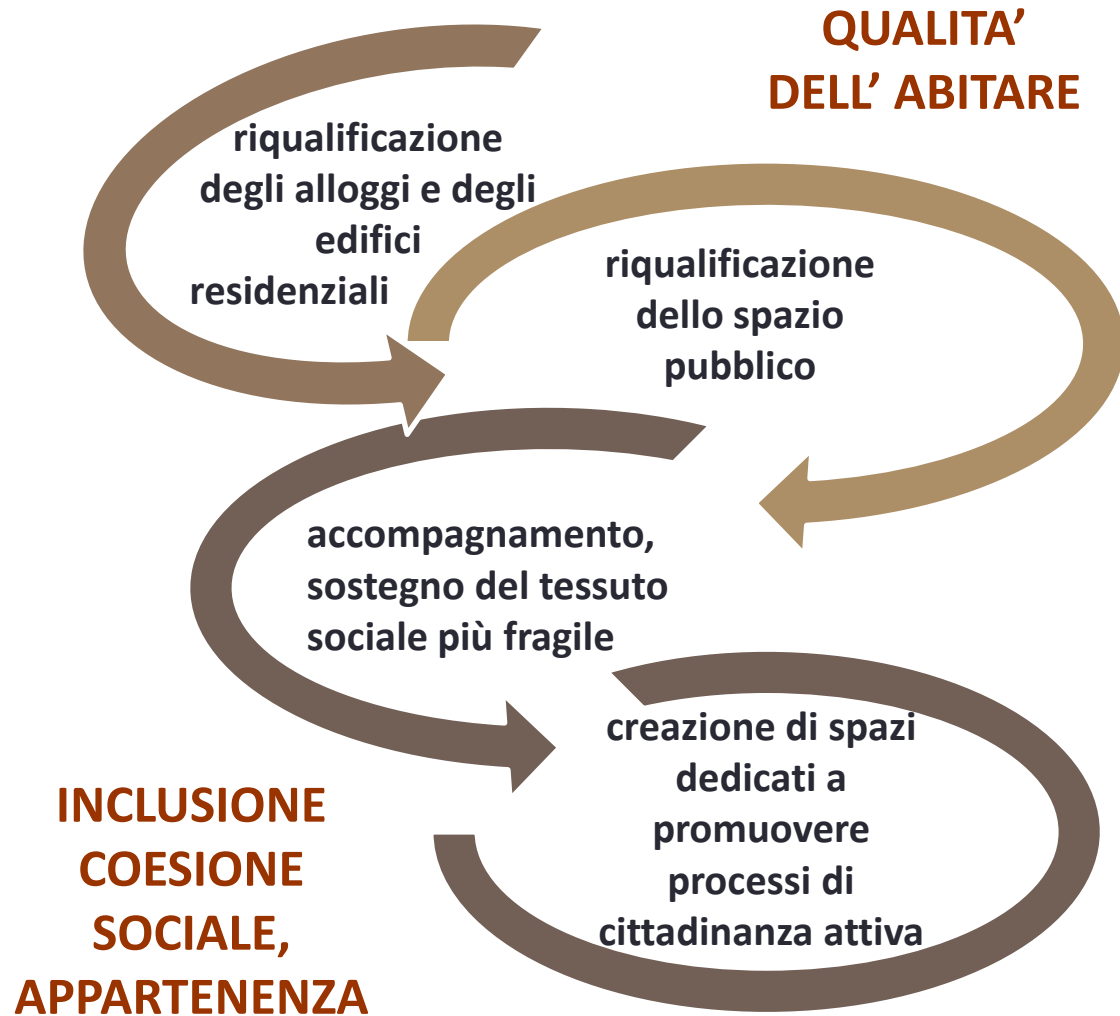 QUALITA’
DELL’ ABITARE
riqualificazione
degli alloggi e degli
edifici
residenziali
riqualificazione
dello spazio
pubblico
accompagnamento,
sostegno del tessuto
sociale più fragile
creazione di spazi
dedicati a
promuovere
processi di
cittadinanza attiva
INCLUSIONE
COESIONE
SOCIALE,
APPARTENENZA